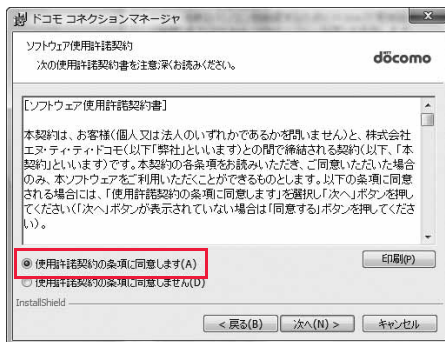 ドコモ コネクションマネージャ
ソフトウェア使用許諾契約
次の使用許諾契約書を注意深くお読みください。
döcomo
[ソフトウェア使用許諾契約書]
本契約は、お客様(個人又は法人のいずれかであるかを問いません)と、株式会社
エヌ・ティ・ティ・ドコモ(以下「弊社」といいます)との間で締結される契約(以下、「本
契約」といいます)です。本契約の各条項をお読みいただき、ご同意いただいた場合
のみ、本ソフトウェアをご利用いただくことができるものとします。以下の条項に同意
される場合には、「使用許諾契約の条項に同意します」を選択し「次へ」ボタンを押し
てください(「次へ」ボタンが表示されていない場合は「同意する」ボタンを押してくださ
い)。
使用許諾契約の条項に同意します(A)
印刷(P)
使用許諾契約の条項に同意しません(D)
InstallShield
< 戻る(B)
次へ(N) >
キャンセル